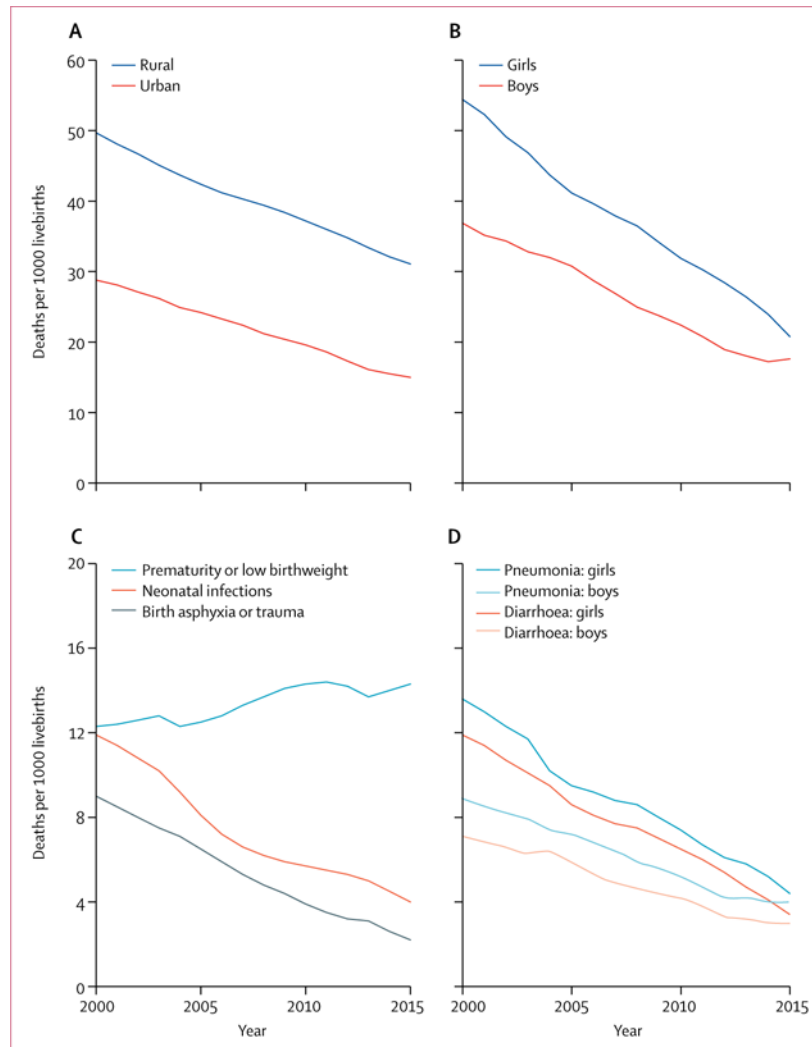 A
Rural
Urban
60
50
40
30
20
10
0
Deaths per 1000 livebirths
B
Girls
Boys
C
Prematurity or low birthweight
Neonatal infections
Birth asphyxia or trauma
20
16
12
8
4
0
Deaths per 1000 livebirths
2000
2005
2010
2015
Year
D
Pneumonia: girls
Pneumonia: boys
Diarrhoea: girls
Diarrhoea: boys
2000
2005
2010
2015
Year